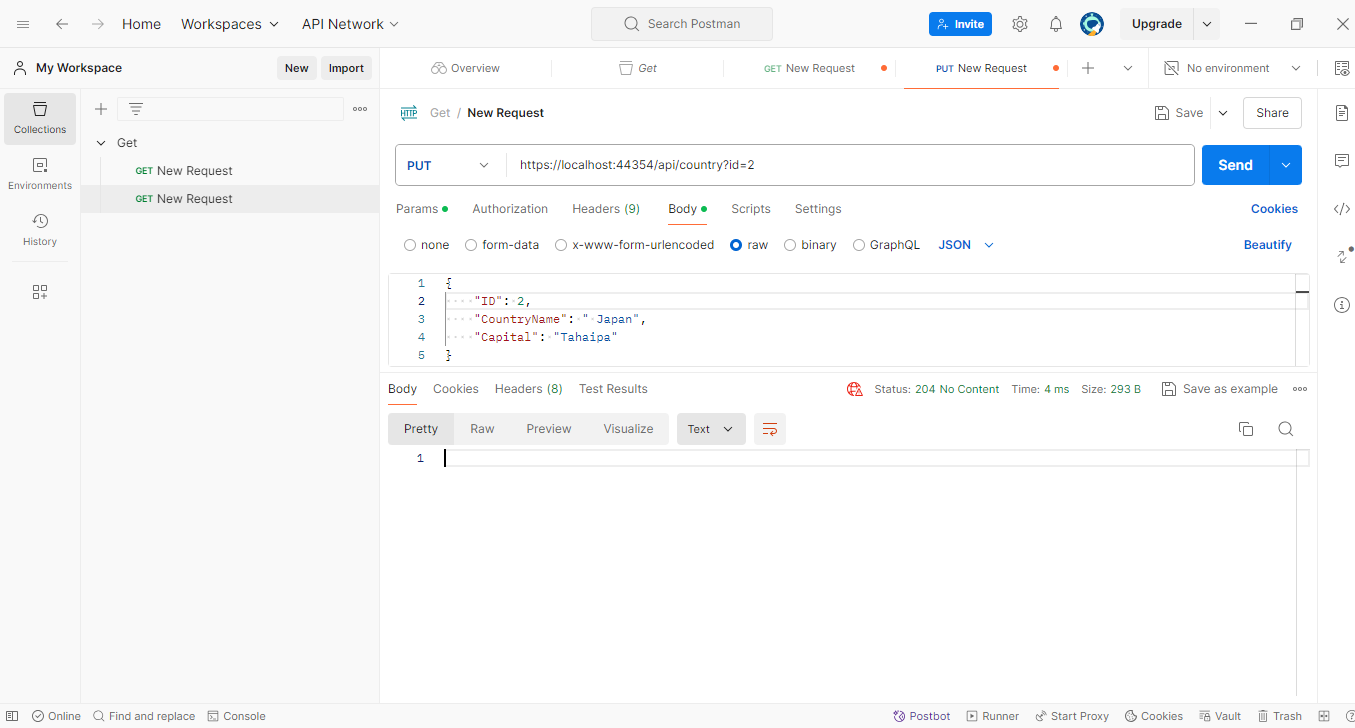 Home Workspaces API Network Search Postman Invite Upgrade
My Workspace New Import Overview Get GET New Request PUT New Request No environment
Collections
Environments
History
Get
GET New Request
GET New Request
HTTP Get / New Request Save Share
PUT https://localhost:44354/api/country?id=2 Send
Params Authorization Headers (9) Body Scripts Settings Cookies
none form-data x-www-form-urlencoded raw binary GraphQL JSON Beautify
1 {
2 "ID": 2,
3 "CountryName": " Japan",
4 "Capital": "Tahaipa"
5 }
Body Cookies Headers (8) Test Results Status: 204 No Content Time: 4 ms Size: 293 B Save as example
Pretty Raw Preview Visualize Text
1
Online Find and replace Console Postbot Runner Start Proxy Cookies Vault Trash